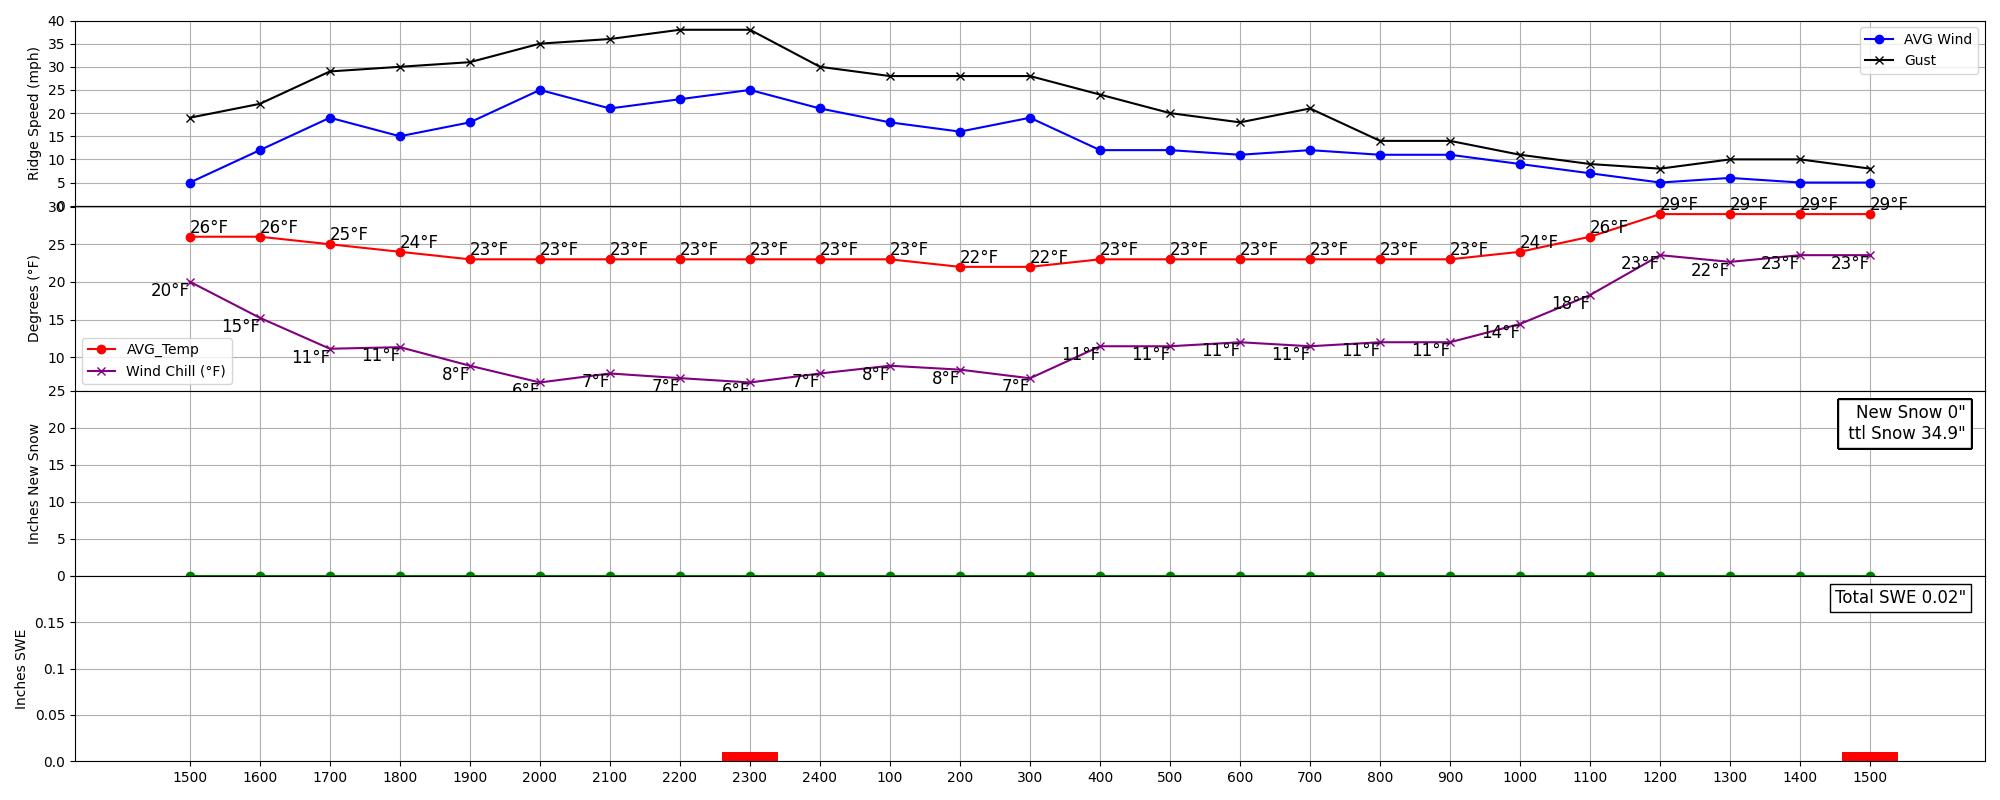 40
35
30
25
20
15
10
5
0
Ridge Speed (mph)
AVG Wind
Gust
30
25
20
15
10
Degrees (°F)
26°F 26°F 25°F 24°F 23°F 23°F 23°F 23°F 23°F 23°F 23°F 22°F 22°F 23°F 23°F 23°F 23°F 23°F 23°F 24°F 26°F 29°F 29°F 29°F 29°F
20°F 15°F 11°F 11°F 8°F 6°F 7°F 7°F 6°F 7°F 8°F 8°F 7°F 11°F 11°F 11°F 11°F 11°F 11°F 14°F 18°F 23°F 22°F 23°F 23°F
AVG_Temp
Wind Chill (°F)
25
20
15
10
5
0
Inches New Snow
New Snow 0"
ttl Snow 34.9"
0.15
0.1
0.05
0.0
Inches SWE
Total SWE 0.02"
1500 1600 1700 1800 1900 2000 2100 2200 2300 2400 100 200 300 400 500 600 700 800 900 1000 1100 1200 1300 1400 1500